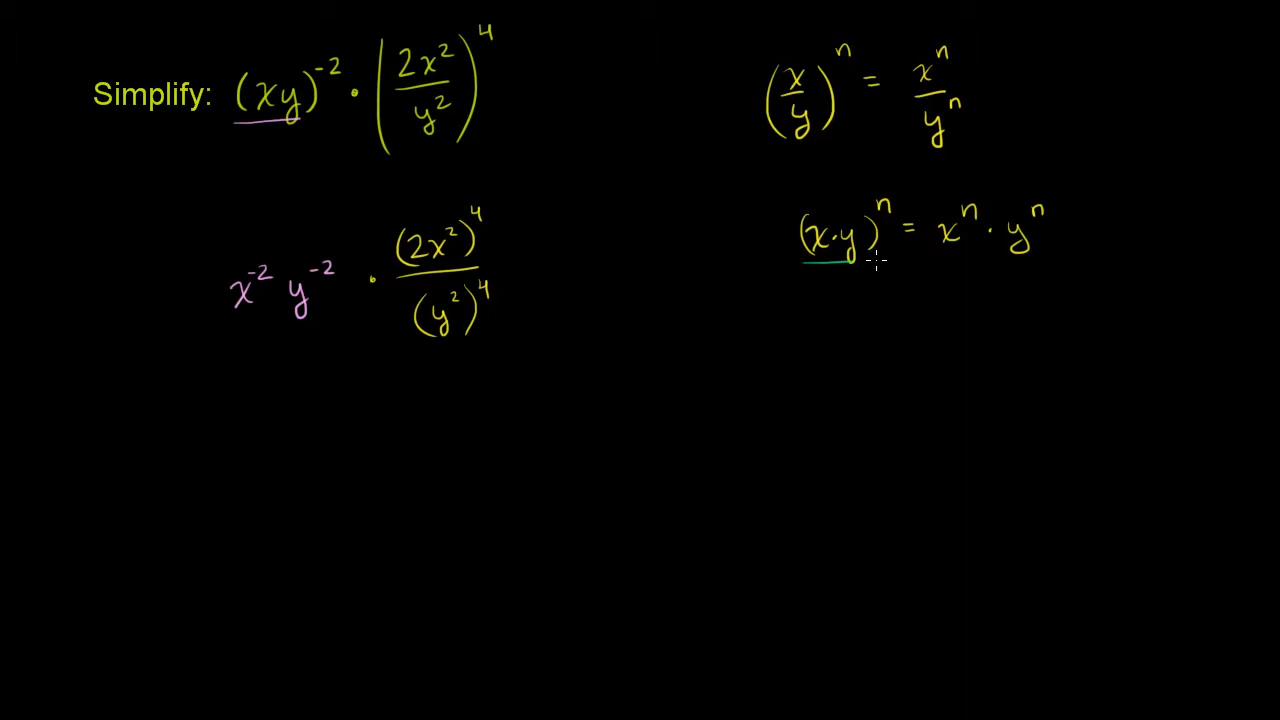 Simplify: (xy)^{-2} · (2x^2/y^2)^4
(x/y)^n = x^n/y^n
x^{-2} y^{-2} · (2x^2)^4/(y^2)^4
(x·y)^n = x^n · y^n